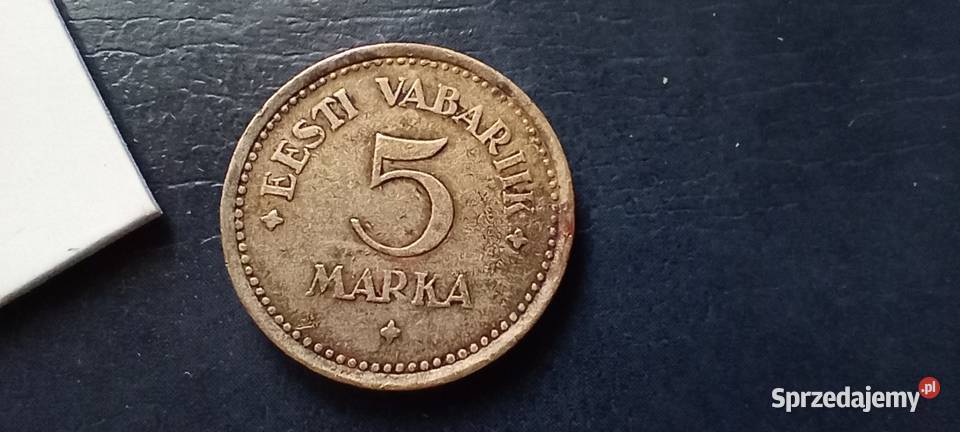 EESTI VABARIIK
5
MARKA
Sprzedajemy.pl